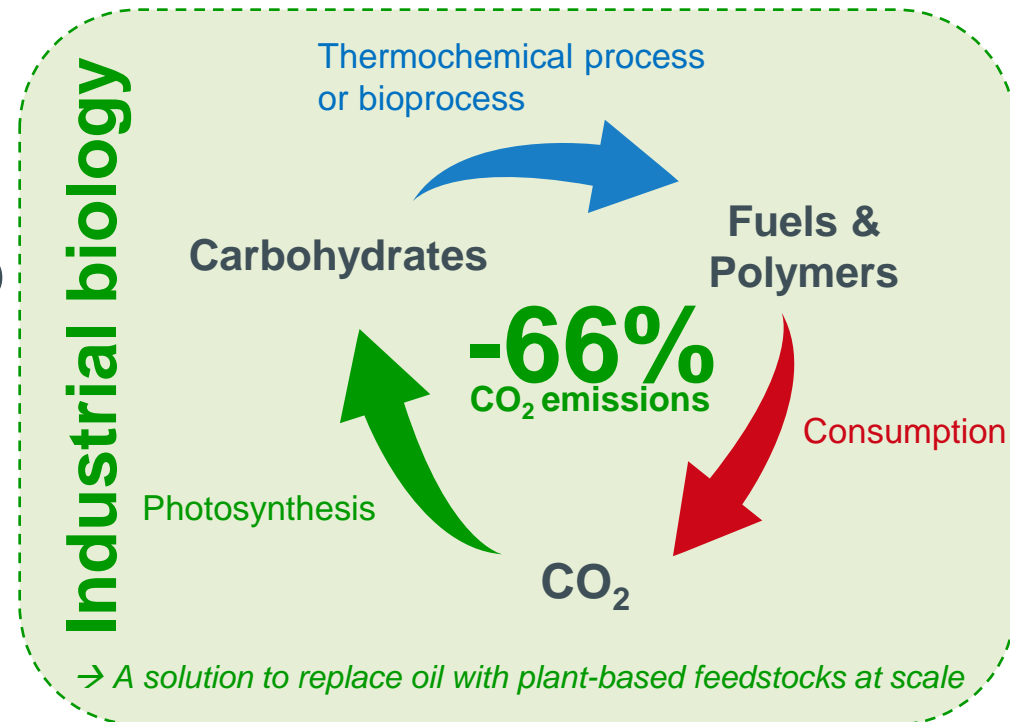 Industrial biology
Thermochemical process
or bioprocess
Carbohydrates
Fuels &
Polymers
-66%
CO₂ emissions
Consumption
Photosynthesis
CO₂
→ A solution to replace oil with plant-based feedstocks at scale